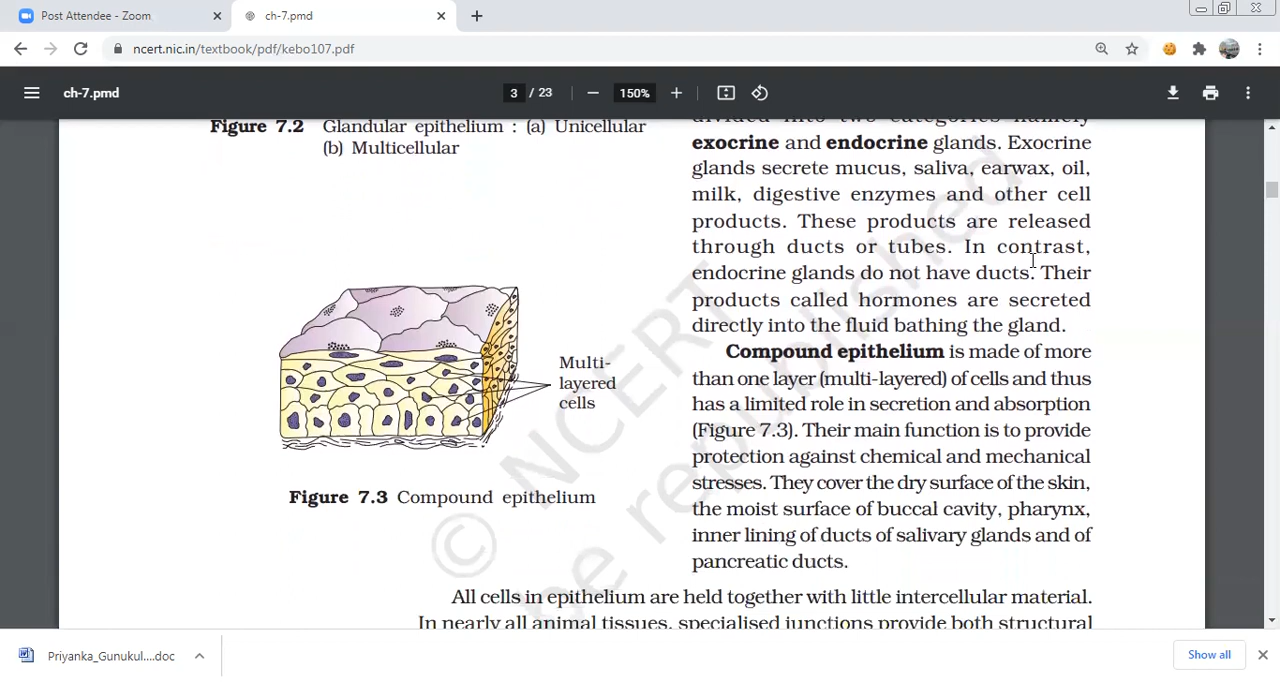 Post Attendee - Zoom
ch-7.pmd
ncert.nic.in/textbook/pdf/kebo107.pdf
ch-7.pmd
3 / 23
150%
Figure 7.2 Glandular epithelium : (a) Unicellular
(b) Multicellular
Multi-
layered
cells
Figure 7.3 Compound epithelium
divided into two categories namely
exocrine and endocrine glands. Exocrine
glands secrete mucus, saliva, earwax, oil,
milk, digestive enzymes and other cell
products. These products are released
through ducts or tubes. In contrast,
endocrine glands do not have ducts. Their
products called hormones are secreted
directly into the fluid bathing the gland.
Compound epithelium is made of more
than one layer (multi-layered) of cells and thus
has a limited role in secretion and absorption
(Figure 7.3). Their main function is to provide
protection against chemical and mechanical
stresses. They cover the dry surface of the skin,
the moist surface of buccal cavity, pharynx,
inner lining of ducts of salivary glands and of
pancreatic ducts.
All cells in epithelium are held together with little intercellular material.
In nearly all animal tissues, specialised junctions provide both structural
© NCERT
be republished
Priyanka_Gunukul....doc
Show all